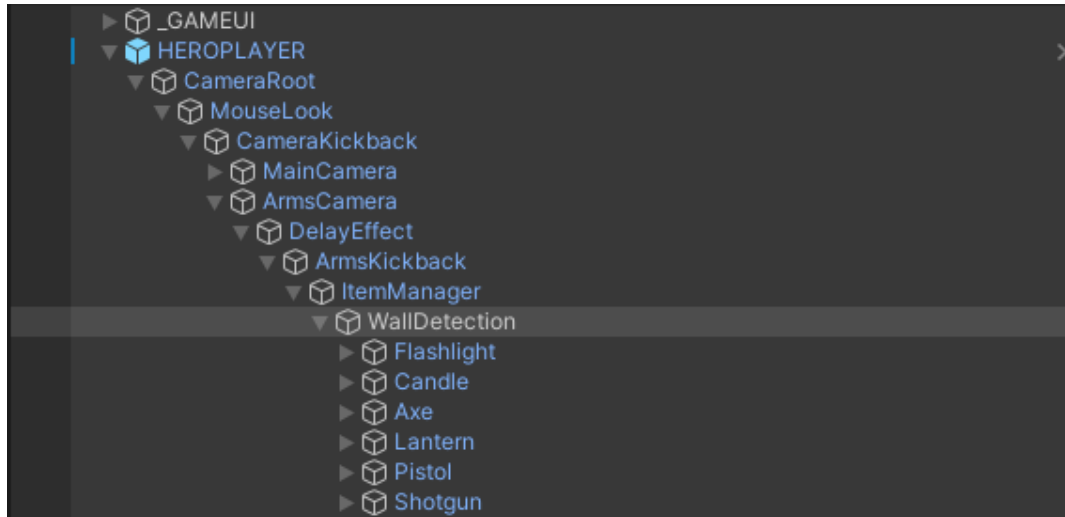 _GAMEUI
HEROPLAYER
CameraRoot
MouseLook
CameraKickback
MainCamera
ArmsCamera
DelayEffect
ArmsKickback
ItemManager
WallDetection
Flashlight
Candle
Axe
Lantern
Pistol
Shotgun